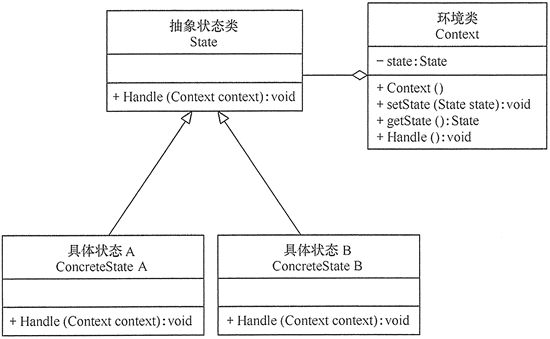 抽象状态类
State
+ Handle (Context context): void
环境类
Context
− state: State
+ Context ()
+ setState (State state): void
+ getState (): State
+ Handle (): void
具体状态 A
ConcreteState A
+ Handle (Context context): void
具体状态 B
ConcreteState B
+ Handle (Context context): void